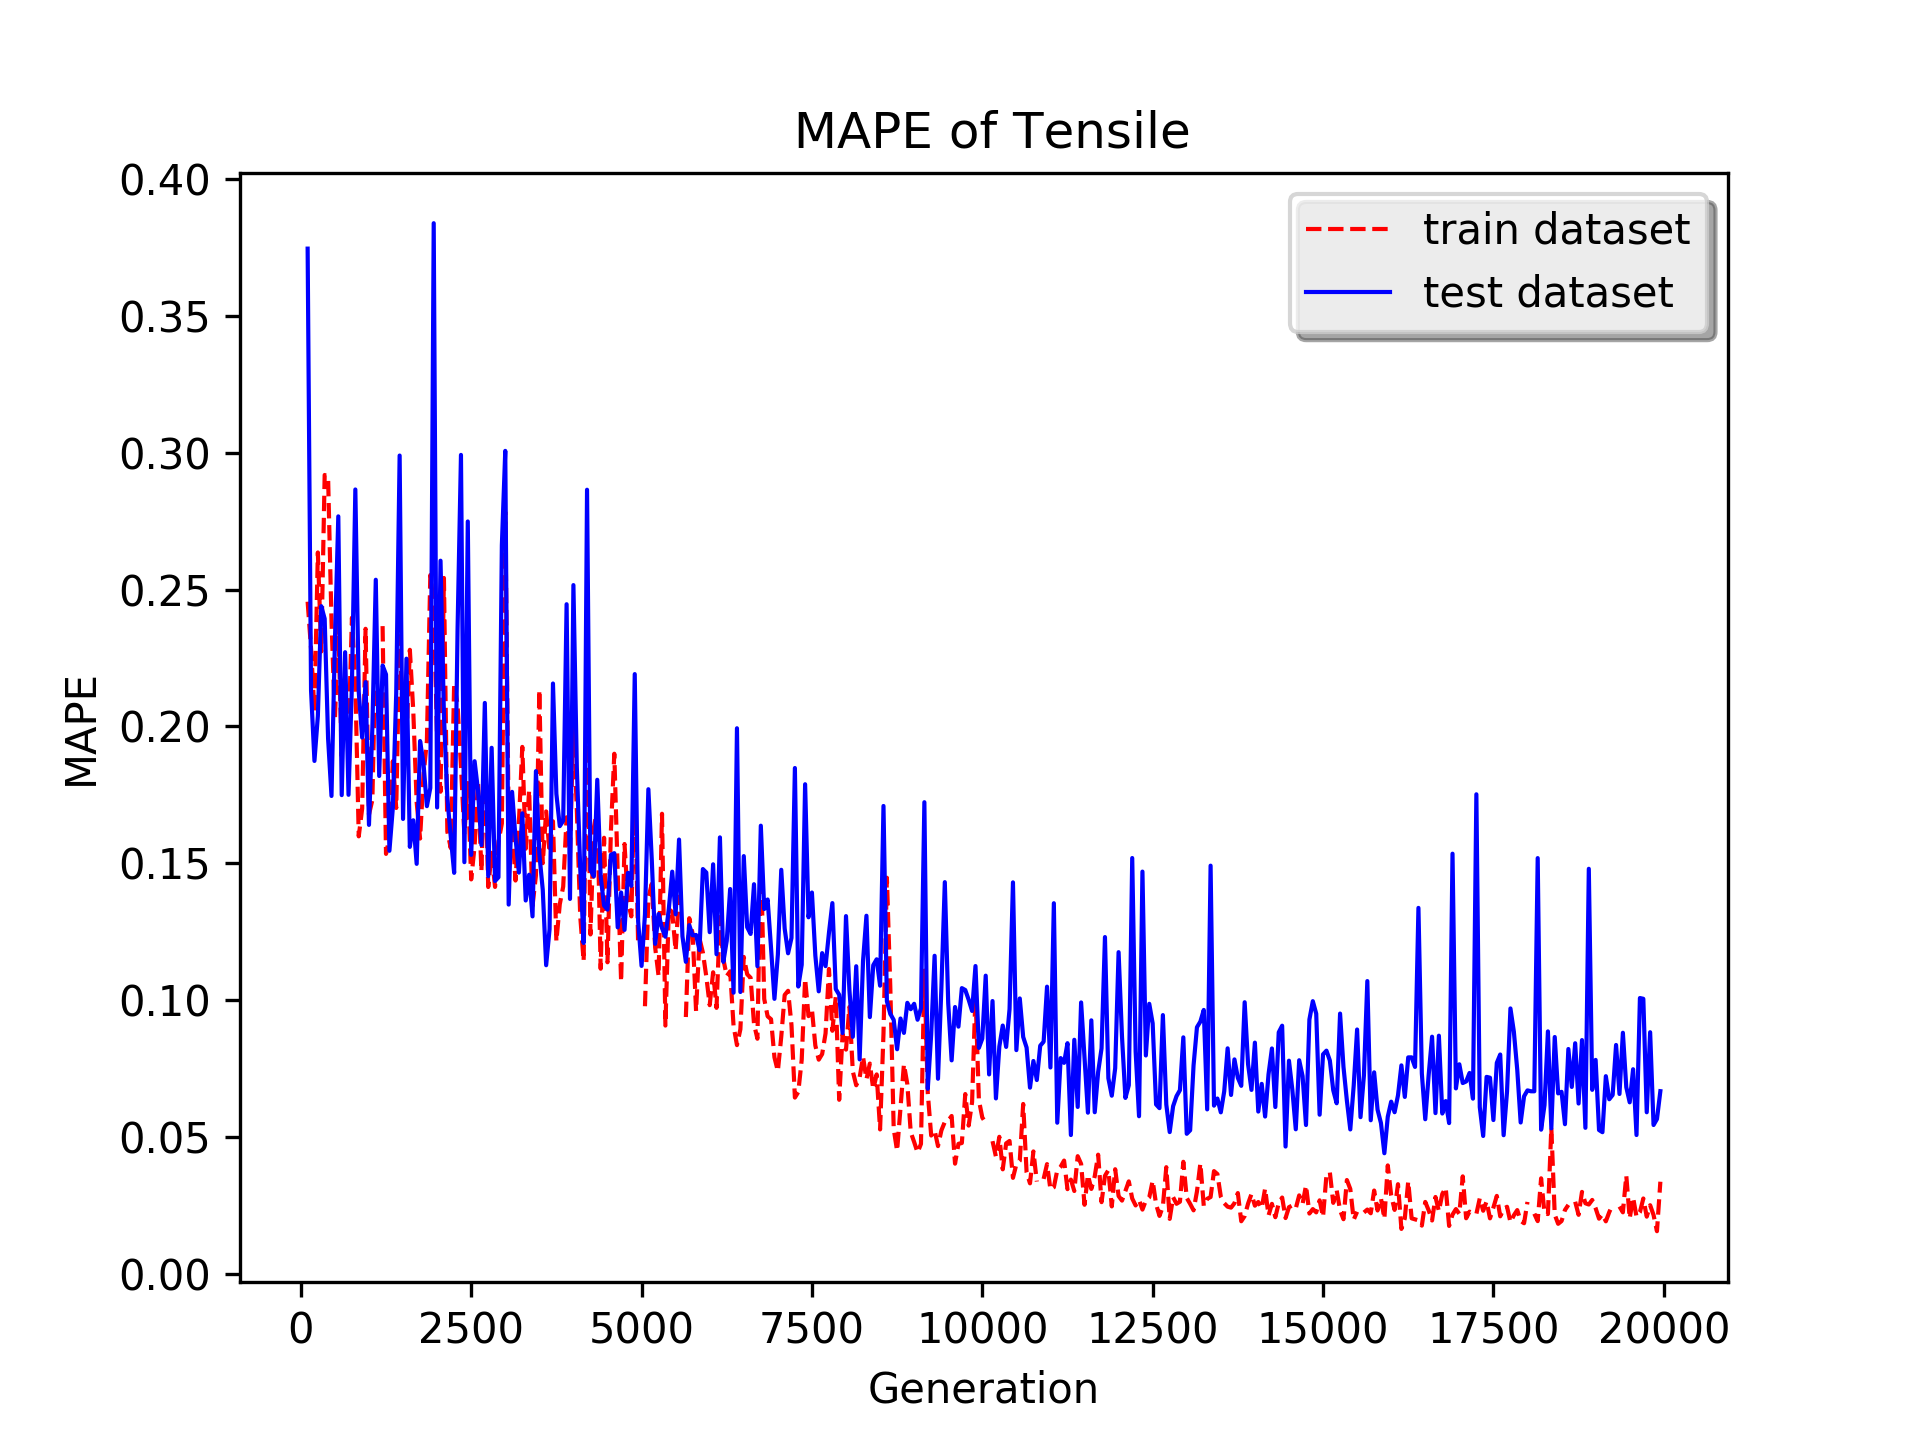 MAPE of Tensile
0.40
0.35
0.30
0.25
0.20
0.15
0.10
0.05
0.00
MAPE
train dataset
test dataset
0 2500 5000 7500 10000 12500 15000 17500 20000
Generation